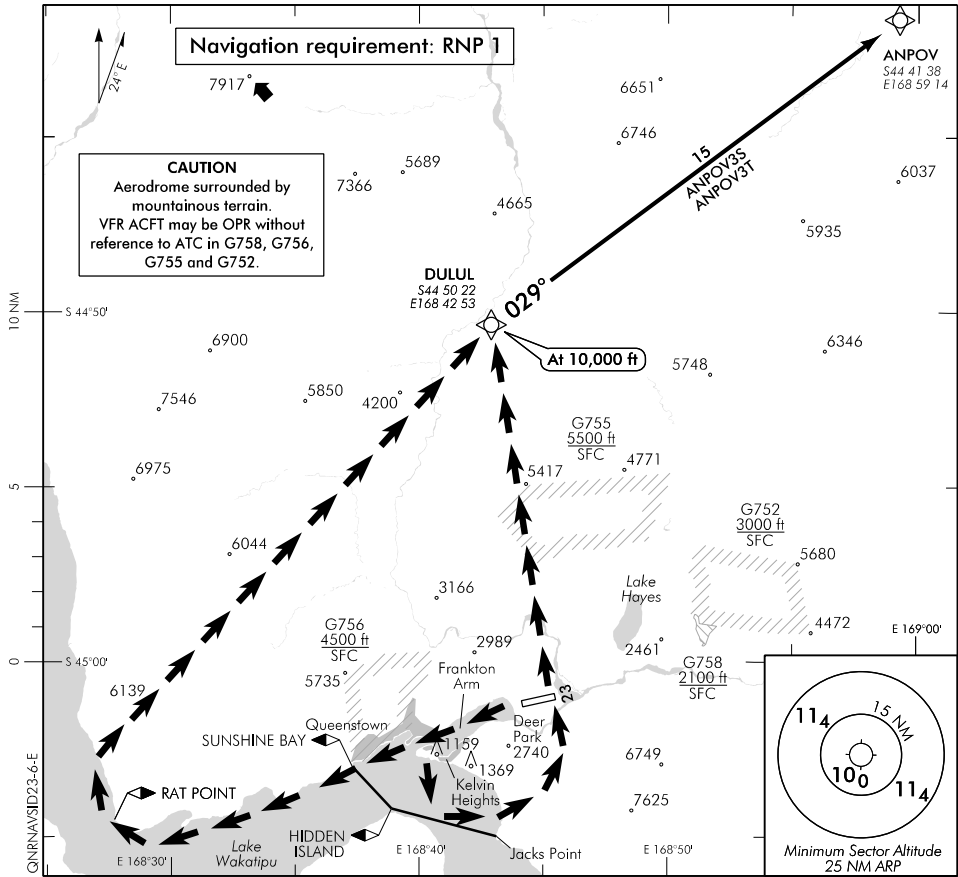 Navigation requirement: RNP 1
24° E
7917
6651
ANPOV
S44 41 38
E168 59 14
CAUTION
Aerodrome surrounded by
mountainous terrain.
VFR ACFT may be OPR without
reference to ATC in G758, G756,
G755 and G752.
7366
5689
4665
6746
15
ANPOV3S
ANPOV3T
6037
5935
DULUL
S44 50 22
E168 42 53
029°
At 10,000 ft
10 NM
S 44°50'
6900
7546
5850
4200
5748
6346
6975
5
G755
5500 ft
SFC
5417
4771
G752
3000 ft
SFC
5680
6044
3166
Lake
Hayes
4472
E 169°00'
G756
4500 ft
SFC
2989
2461
0
S 45°00'
5735
Frankton
Arm
G758
2100 ft
SFC
6139
23
Queenstown
SUNSHINE BAY
Deer
Park
2740
1159
1369
Kelvin
Heights
6749
7625
RAT POINT
HIDDEN
ISLAND
Lake
Wakatipu
Jacks Point
E 168°30'
E 168°40'
E 168°50'
QNRNAVSID23-6-E
15 NM
114
100
114
Minimum Sector Altitude
25 NM ARP